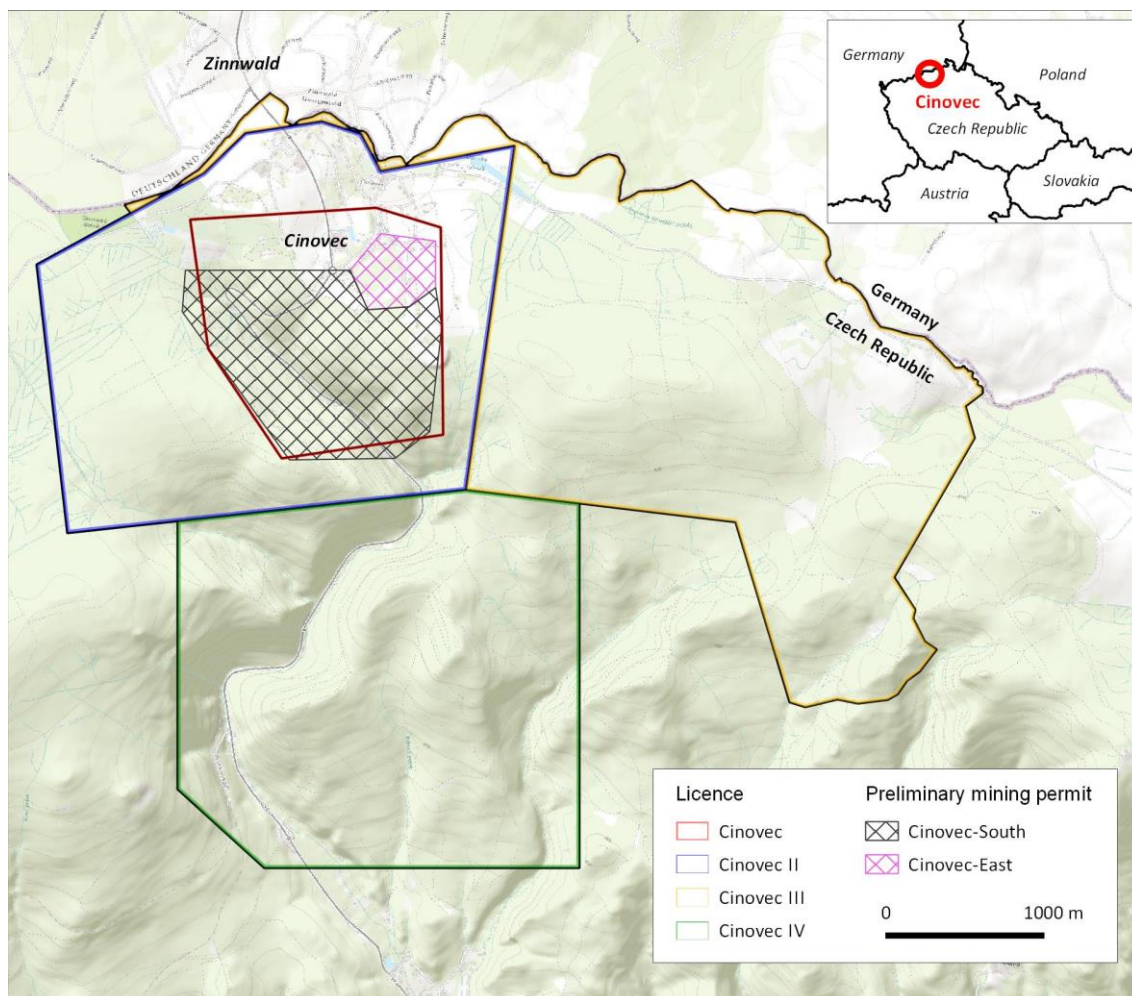 Zinnwald
DEUTSCHLAND GERMANY
Cinovec
Germany
Czech Republic
Germany
Poland
Cinovec
Czech Republic
Austria
Slovakia
Licence
Cinovec
Cinovec II
Cinovec III
Cinovec IV
Preliminary mining permit
Cinovec-South
Cinovec-East
0 1000 m